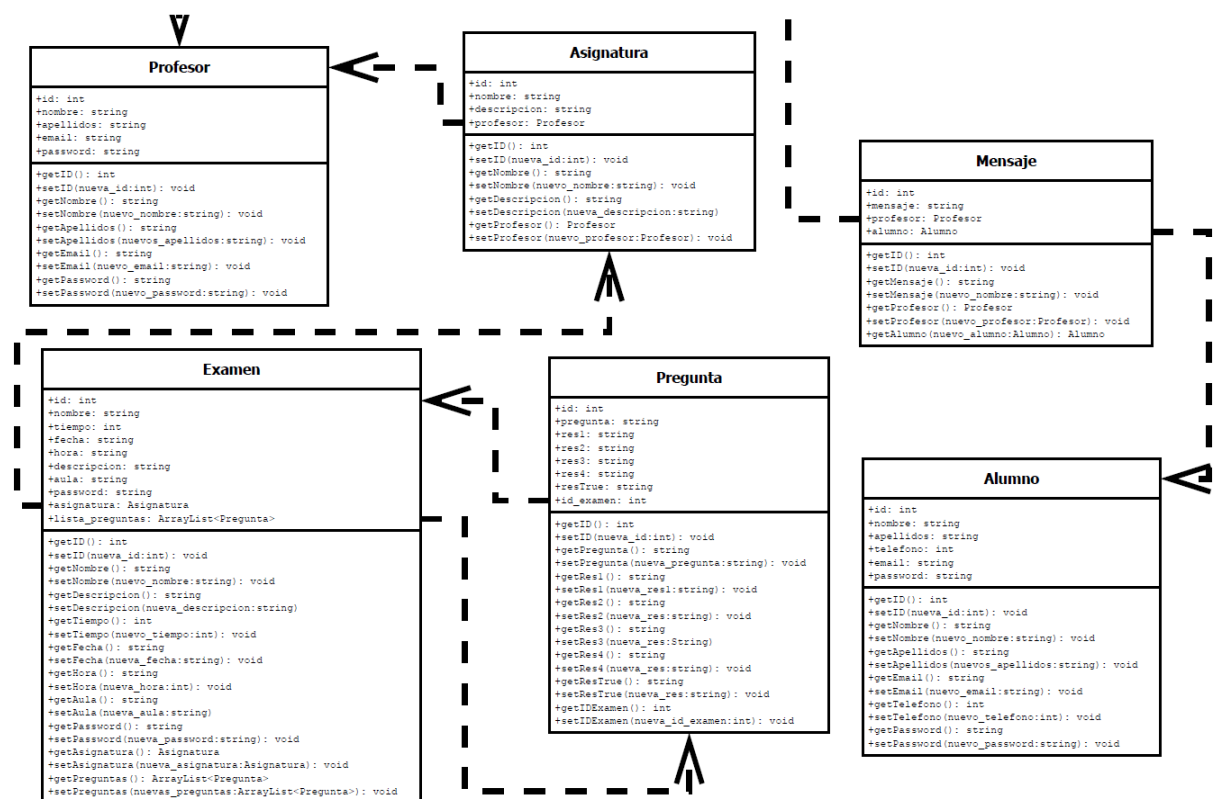 Profesor
+id: int
+nombre: string
+apellidos: string
+email: string
+password: string
+getID(): int
+setID(nueva_id:int): void
+getNombre(): string
+setNombre(nuevo_nombre:string): void
+getApellidos(): string
+setApellidos(nuevos_apellidos:string): void
+getEmail(): string
+setEmail(nuevo_email:string): void
+getPassword(): string
+setPassword(nuevo_password:string): void
Asignatura
+id: int
+nombre: string
+descripcion: string
+profesor: Profesor
+getID(): int
+setID(nueva_id:int): void
+getNombre(): string
+setNombre(nuevo_nombre:string): void
+getDescripcion(): string
+setDescripcion(nueva_descripcion:string)
+getProfesor(): Profesor
+setProfesor(nuevo_profesor:Profesor): void
Mensaje
+id: int
+mensaje: string
+profesor: Profesor
+alumno: Alumno
+getID(): int
+setID(nueva_id:int): void
+getMensaje(): string
+setMensaje(nuevo_nombre:string): void
+getProfesor(): Profesor
+setProfesor(nuevo_profesor:Profesor): void
+getAlumno(nuevo_alumno:Alumno): Alumno
Examen
+id: int
+nombre: string
+tiempo: int
+fecha: string
+hora: string
+descripcion: string
+aula: string
+password: string
+asignatura: Asignatura
+lista_preguntas: ArrayList<Pregunta>
+getID(): int
+setID(nueva_id:int): void
+getNombre(): string
+setNombre(nuevo_nombre:string): void
+getDescripcion(): string
+setDescripcion(nueva_descripcion:string)
+getTiempo(): int
+setTiempo(nuevo_tiempo:int): void
+getFecha(): string
+setFecha(nueva_fecha:string): void
+getHora(): string
+setHora(nueva_hora:int): void
+getAula(): string
+setAula(nueva_aula:string)
+getPassword(): string
+setPassword(nueva_password:string): void
+getAsignatura(): Asignatura
+setAsignatura(nueva_asignatura:Asignatura): void
+getPreguntas(): ArrayList<Pregunta>
+setPreguntas(nuevas_preguntas:ArrayList<Pregunta>): void
Pregunta
+id: int
+pregunta: string
+res1: string
+res2: string
+res3: string
+res4: string
+resTrue: string
+id_examen: int
+getID(): int
+setID(nueva_id:int): void
+getPregunta(): string
+setPregunta(nueva_pregunta:string): void
+getRes1(): string
+setRes1(nueva_res1:string): void
+getRes2(): string
+setRes2(nueva_res:string): void
+getRes3(): string
+setRes3(nueva_res:String)
+getRes4(): string
+setRes4(nueva_res:string): void
+getResTrue(): string
+setResTrue(nueva_res:string): void
+getIDExamen(): int
+setIDExamen(nueva_id_examen:int): void
Alumno
+id: int
+nombre: string
+apellidos: string
+telefono: int
+email: string
+password: string
+getID(): int
+setID(nueva_id:int): void
+getNombre(): string
+setNombre(nuevo_nombre:string): void
+getApellidos(): string
+setApellidos(nuevos_apellidos:string): void
+getEmail(): string
+setEmail(nuevo_email:string): void
+getTelefono(): int
+setTelefono(nuevo_telefono:int): void
+getPassword(): string
+setPassword(nuevo_password:string): void